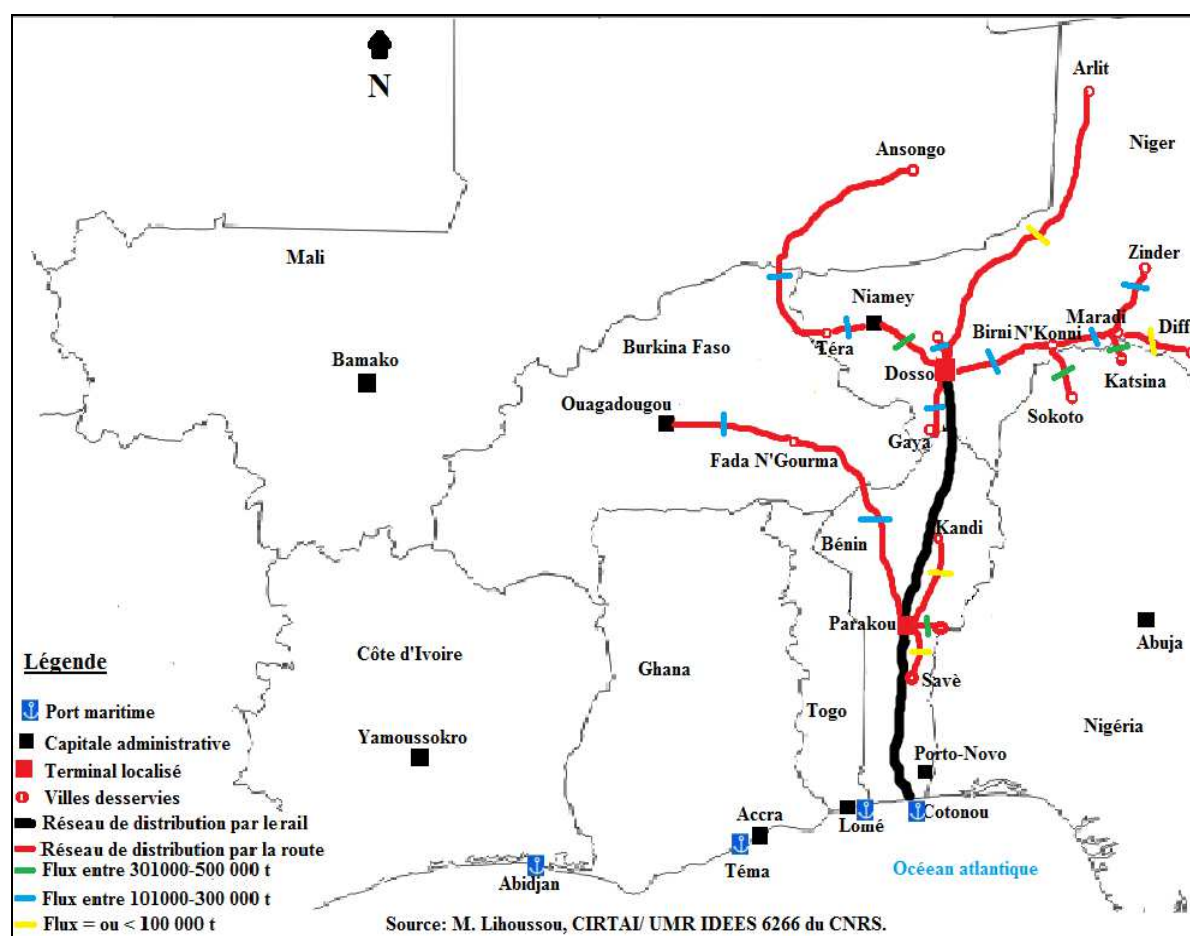 Arlit
N
Ansongo
Niger
Mali
Zinder
Niamey
Maradi
Diff
Birni N'Konni
Burkina Faso
Téra
Bamako
Dosso
Katsina
Ouagadougou
Sokoto
Gaya
Fada N'Gourma
Kandi
Bénin
Parakou
Abuja
Côte d'Ivoire
Ghana
Savè
Togo
Nigéria
Yamoussokro
Porto-Novo
Accra
Lomé
Cotonou
Téma
Abidjan
Océean atlantique
Légende
Port maritime
Capitale administrative
Terminal localisé
Villes desservies
Réseau de distribution par le rail
Réseau de distribution par la route
Flux entre 301000-500 000 t
Flux entre 101000-300 000 t
Flux = ou < 100 000 t
Source: M. Lihoussou, CIRTAI/ UMR IDEES 6266 du CNRS.